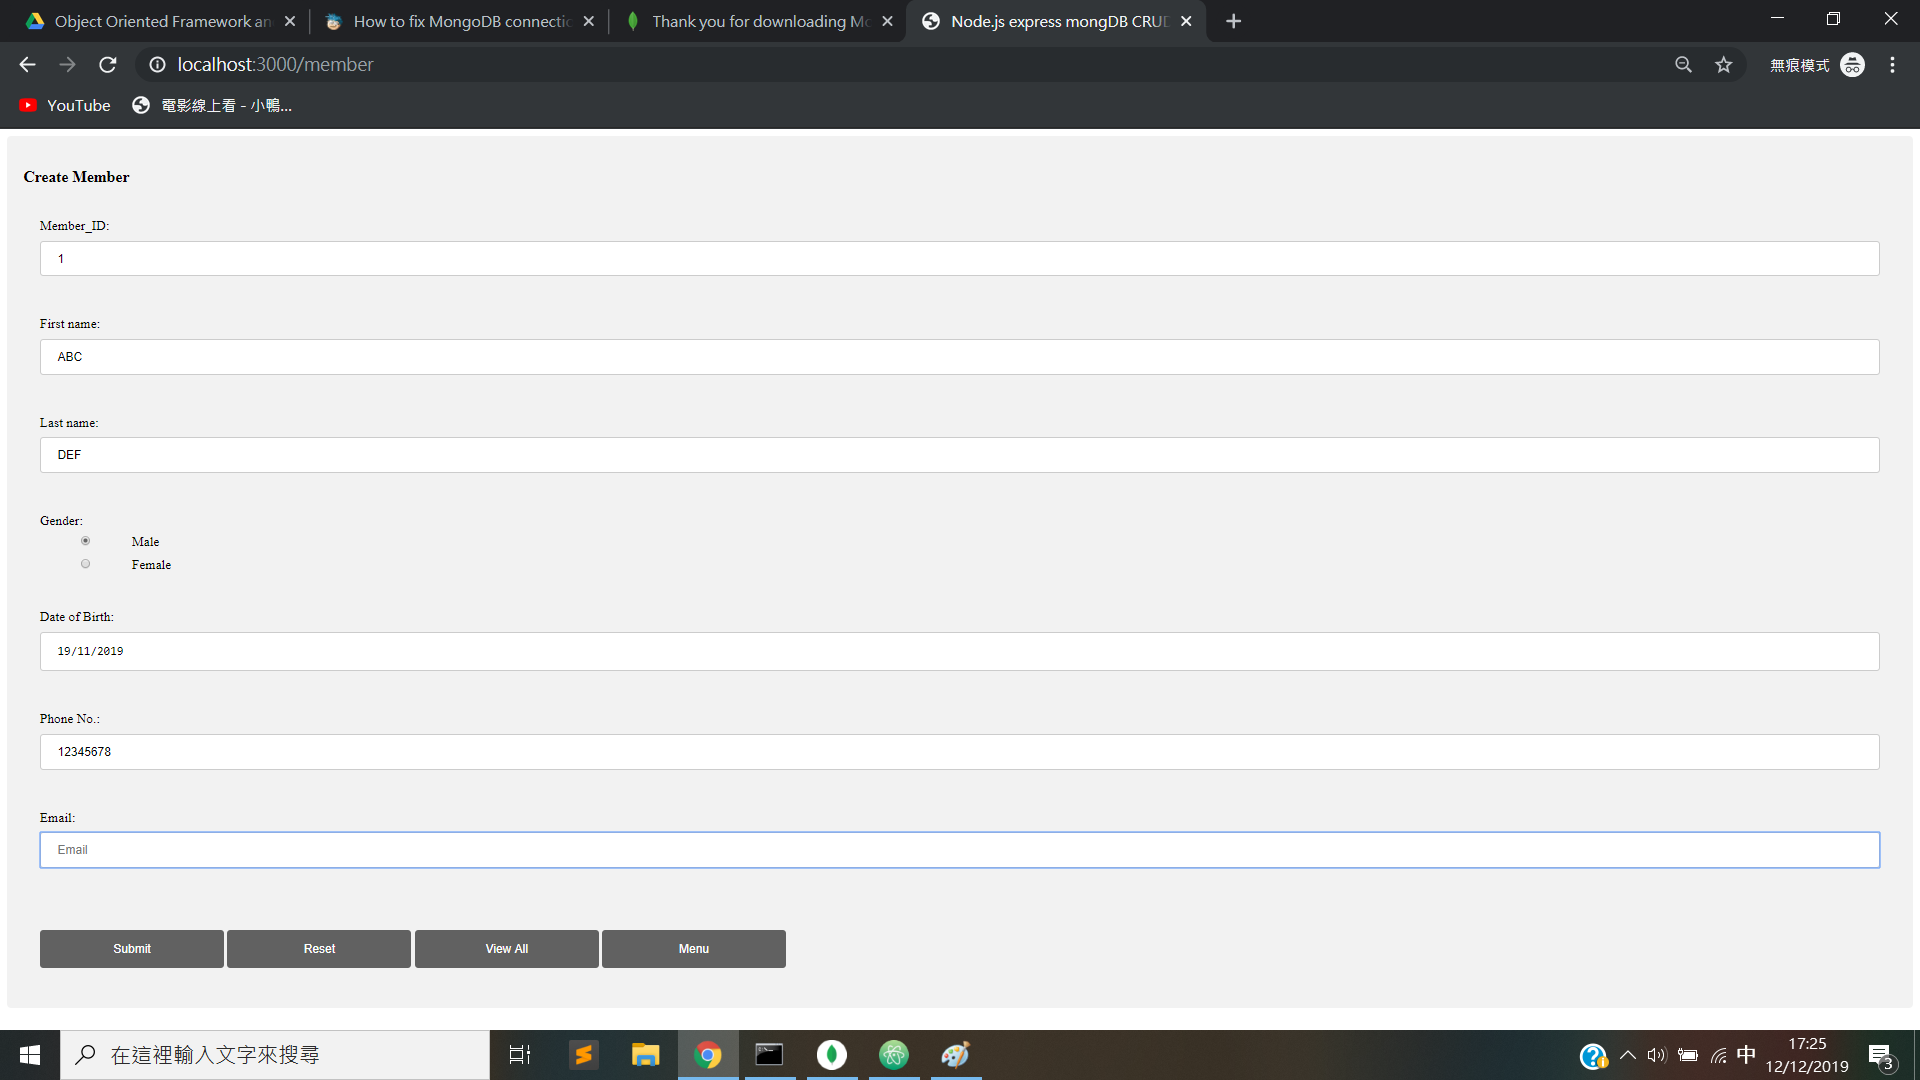 Object Oriented Framework an
How to fix MongoDB connectio
Thank you for downloading Mo
Node.js express mongDB CRUD
localhost:3000/member
無痕模式
YouTube
電影線上看 - 小鴨...
Create Member
Member_ID:
1
First name:
ABC
Last name:
DEF
Gender:
Male
Female
Date of Birth:
19/11/2019
Phone No.:
12345678
Email:
Email
Submit
Reset
View All
Menu
在這裡輸入文字來搜尋
中
17:25
12/12/2019
3